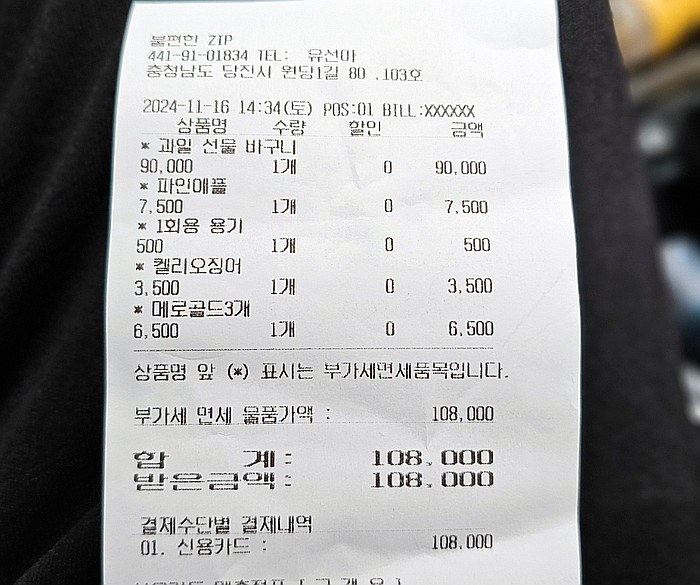 불편한 ZIP
441-91-01834 TEL: 유선마
충청남도 당진시 원당1길 80 ,103호
2024-11-16 14:34(토) POS:01 BILL:XXXXXX
상품명 수량 할인 금액
* 과일 선물 바구니
90,000 1개 0 90,000
* 파인애플
7,500 1개 0 7,500
* 1회용 용기
500 1개 0 500
* 켈리오징어
3,500 1개 0 3,500
* 메로골드3개
6,500 1개 0 6,500
상품명 앞 (*) 표시는 부가세면세품목입니다.
부가세 면세 물품가액 : 108,000
합 계: 108,000
받은금액: 108,000
결제수단별 결제내역
01. 신용카드 : 108,000